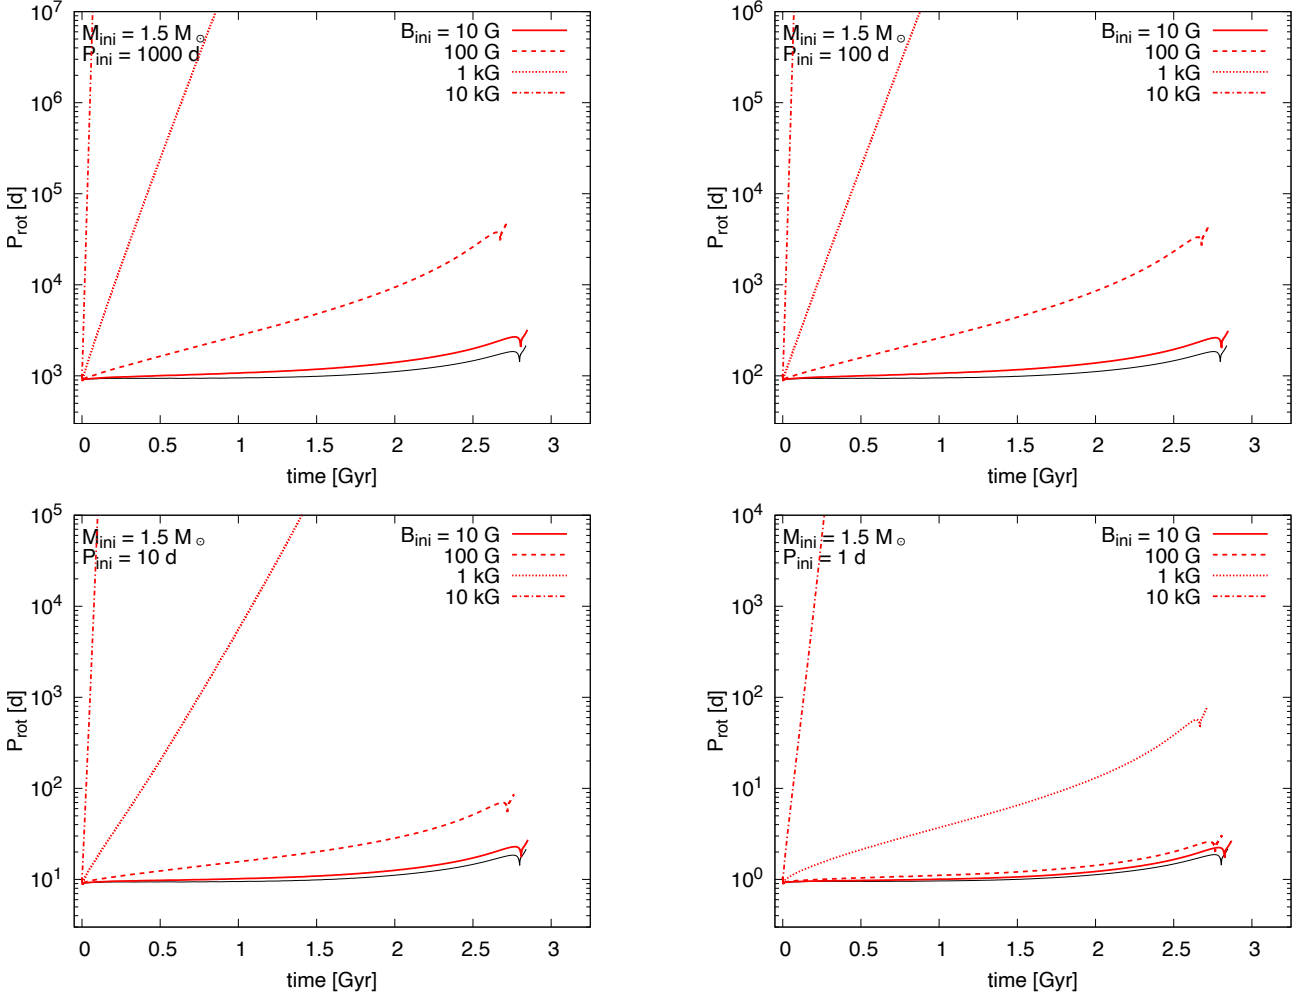 10^7
10^6
10^5
10^4
10^3
P_rot [d]
0 0.5 1 1.5 2 2.5 3
time [Gyr]
M_ini = 1.5 M_⊙
P_ini = 1000 d
B_ini = 10 G
100 G
1 kG
10 kG
10^6
10^5
10^4
10^3
10^2
P_rot [d]
0 0.5 1 1.5 2 2.5 3
time [Gyr]
M_ini = 1.5 M_⊙
P_ini = 100 d
B_ini = 10 G
100 G
1 kG
10 kG
10^5
10^4
10^3
10^2
10^1
P_rot [d]
0 0.5 1 1.5 2 2.5 3
time [Gyr]
M_ini = 1.5 M_⊙
P_ini = 10 d
B_ini = 10 G
100 G
1 kG
10 kG
10^4
10^3
10^2
10^1
10^0
P_rot [d]
0 0.5 1 1.5 2 2.5 3
time [Gyr]
M_ini = 1.5 M_⊙
P_ini = 1 d
B_ini = 10 G
100 G
1 kG
10 kG